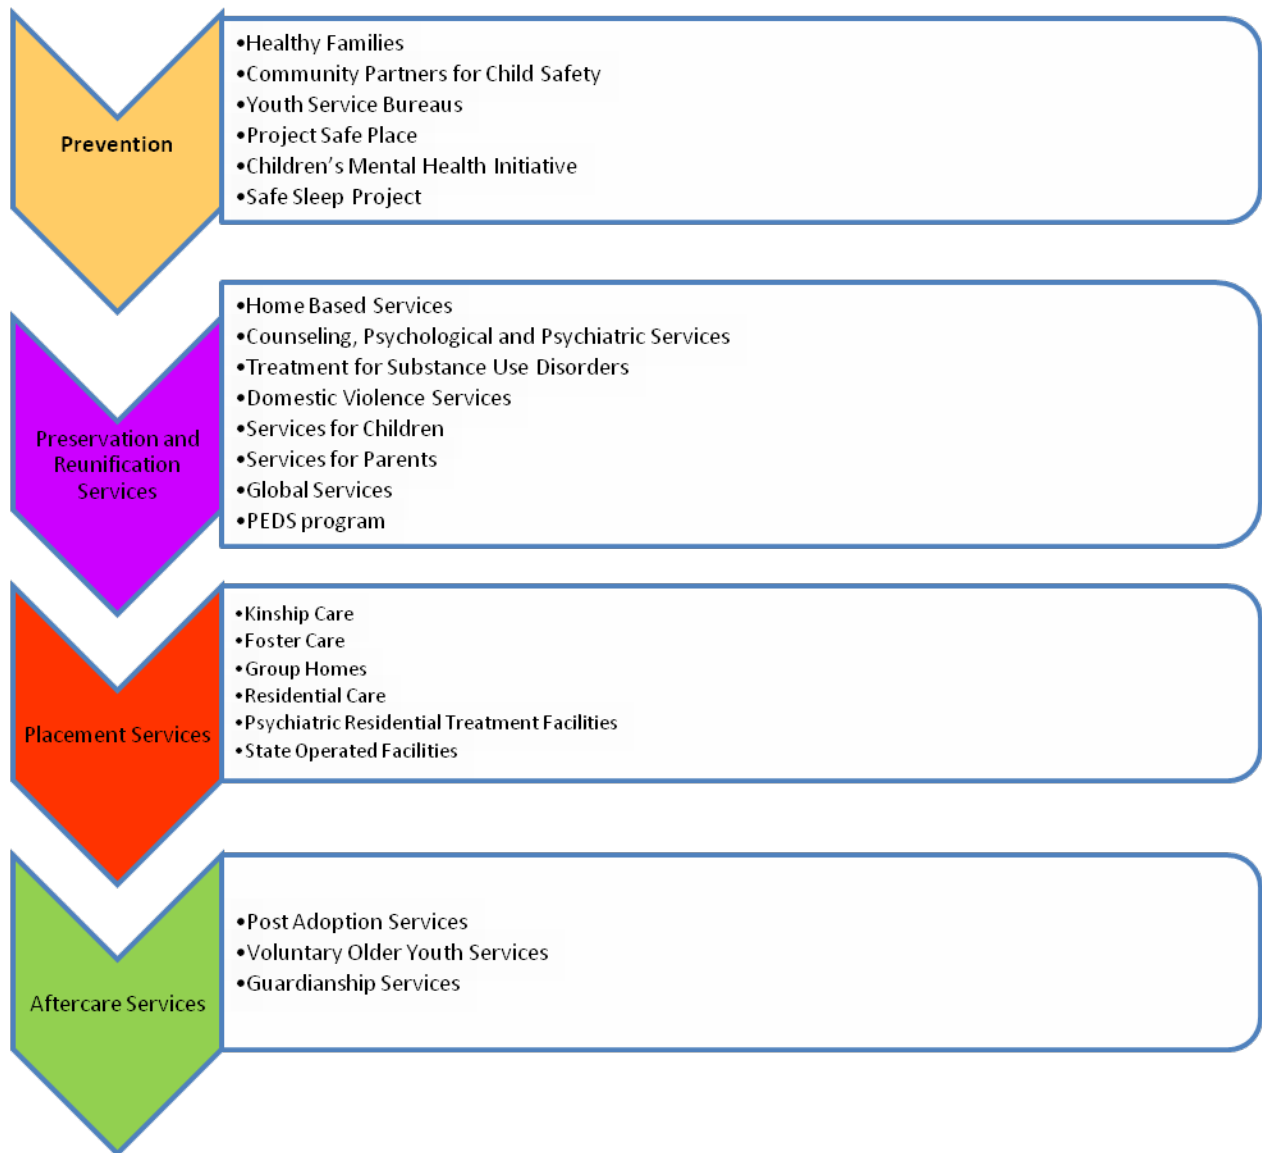 Prevention
•Healthy Families
•Community Partners for Child Safety
•Youth Service Bureaus
•Project Safe Place
•Children's Mental Health Initiative
•Safe Sleep Project
Preservation and
Reunification
Services
•Home Based Services
•Counseling, Psychological and Psychiatric Services
•Treatment for Substance Use Disorders
•Domestic Violence Services
•Services for Children
•Services for Parents
•Global Services
•PEDS program
Placement Services
•Kinship Care
•Foster Care
•Group Homes
•Residential Care
•Psychiatric Residential Treatment Facilities
•State Operated Facilities
Aftercare Services
•Post Adoption Services
•Voluntary Older Youth Services
•Guardianship Services